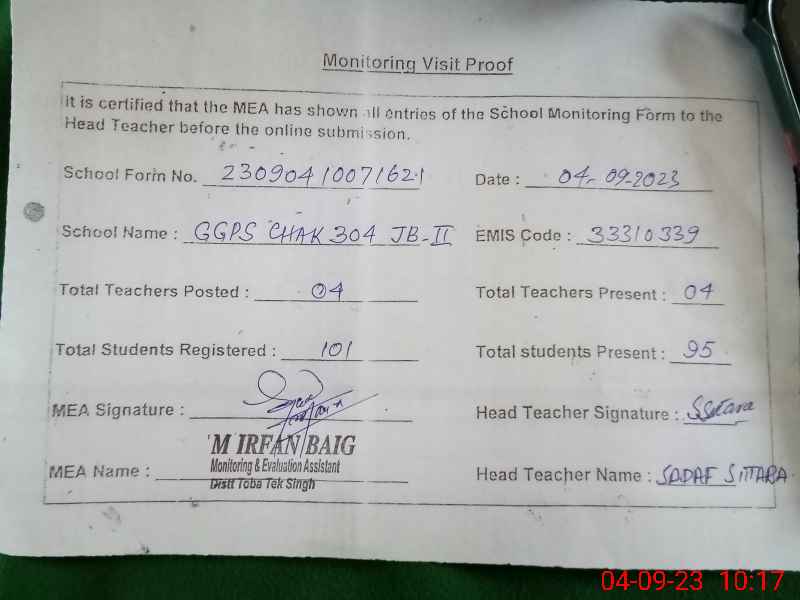 Monitoring Visit Proof
It is certified that the MEA has shown all entries of the School Monitoring Form to the
Head Teacher before the online submission.
School Form No. 23090410071621 Date : 04-09-2023
School Name : GGPS CHAK 304 JB-II EMIS Code : 33310339
Total Teachers Posted : 04 Total Teachers Present : 04
Total Students Registered : 101 Total students Present : 95
MEA Signature : Head Teacher Signature : SSitara
M IRFAN BAIG
Monitoring & Evaluation Assistant
MEA Name : Head Teacher Name : SADAF SITTARA
Distt Toba Tek Singh
04-09-23 10:17